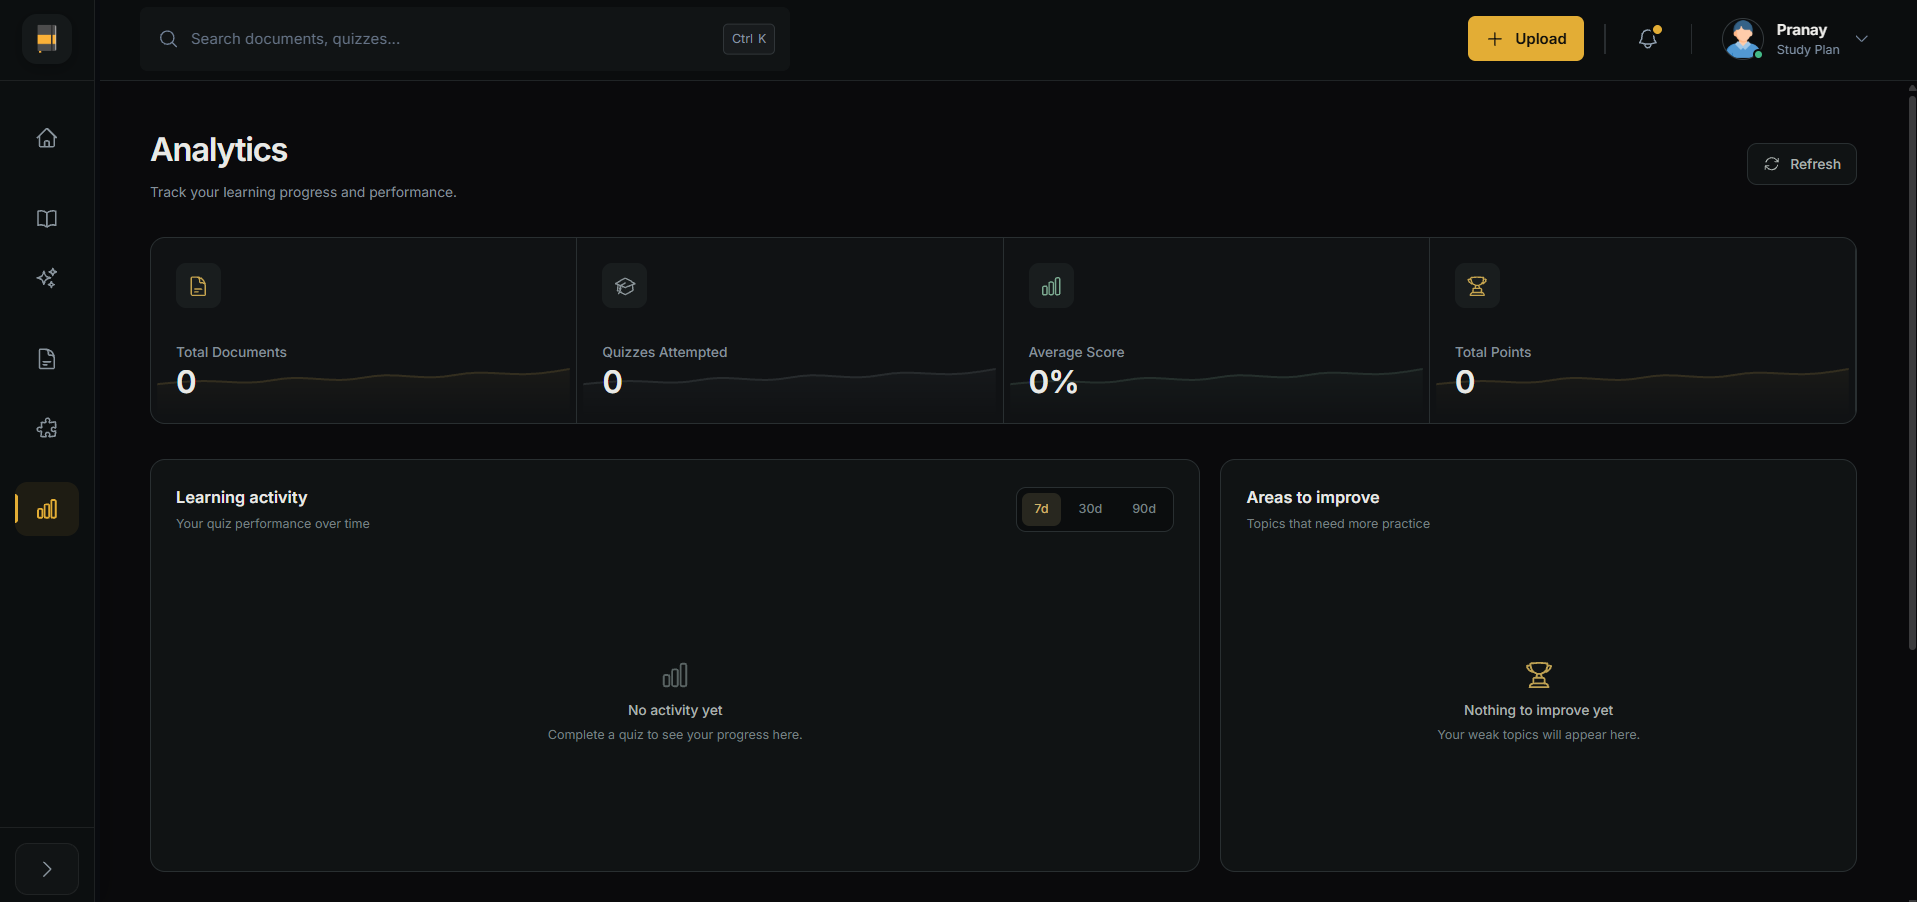 Search documents, quizzes...
Ctrl K
Upload
Pranay
Study Plan
Analytics
Track your learning progress and performance.
Refresh
Total Documents
0
Quizzes Attempted
0
Average Score
0%
Total Points
0
Learning activity
Your quiz performance over time
7d
30d
90d
No activity yet
Complete a quiz to see your progress here.
Areas to improve
Topics that need more practice
Nothing to improve yet
Your weak topics will appear here.